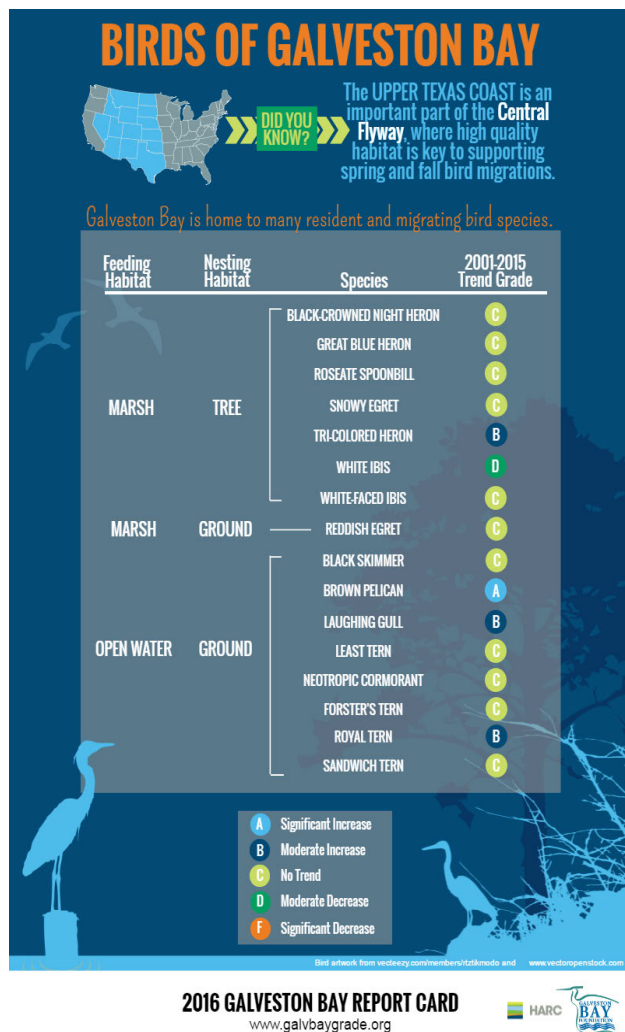 BIRDS OF GALVESTON BAY
DID YOU
KNOW?
The UPPER TEXAS COAST is an
important part of the Central
Flyway, where high quality
habitat is key to supporting
spring and fall bird migrations.
Galveston Bay is home to many resident and migrating bird species.
Feeding Habitat Nesting Habitat Species 2001-2015 Trend Grade
BLACK-CROWNED NIGHT HERON C
GREAT BLUE HERON C
ROSEATE SPOONBILL C
MARSH TREE SNOWY EGRET C
TRI-COLORED HERON B
WHITE IBIS D
WHITE-FACED IBIS C
MARSH GROUND REDDISH EGRET C
BLACK SKIMMER C
BROWN PELICAN A
LAUGHING GULL B
OPEN WATER GROUND LEAST TERN C
NEOTROPIC CORMORANT C
FORSTER'S TERN C
ROYAL TERN B
SANDWICH TERN C
A Significant Increase
B Moderate Increase
C No Trend
D Moderate Decrease
F Significant Decrease
Bird artwork from vecteezy.com/members/rtztikmodo and www.vectoropenstock.com
2016 GALVESTON BAY REPORT CARD
www.galvbaygrade.org
HARC
GALVESTON
BAY
FOUNDATION